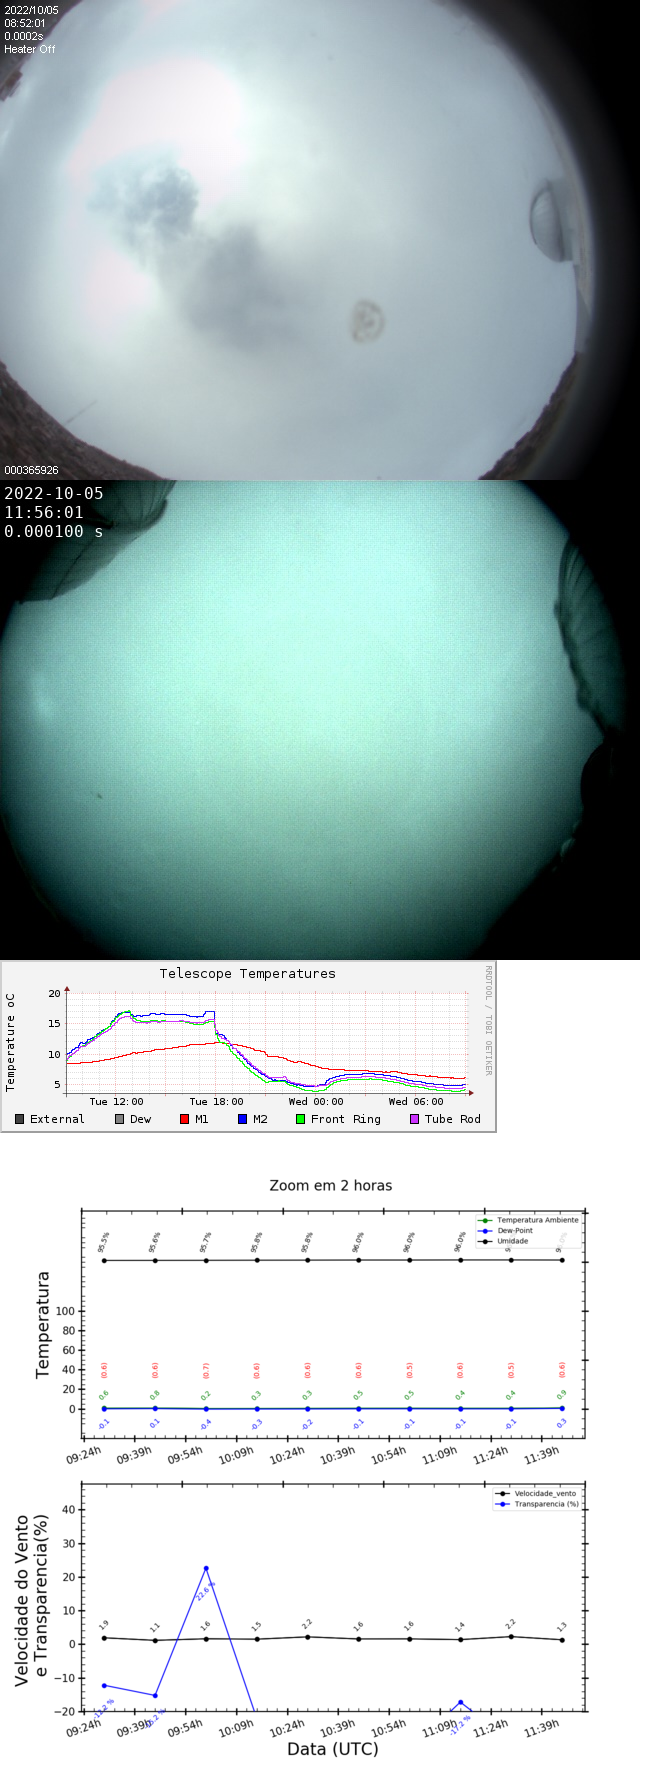 2022/10/05
08:52:01
0.0002s
Heater Off
000365926
2022-10-05
11:56:01
0.000100 s
Telescope Temperatures
RRDTOOL / TOBI OETIKER
Temperature oC
20
15
10
5
Tue 12:00 Tue 18:00 Wed 00:00 Wed 06:00
External Dew M1 M2 Front Ring Tube Rod
Zoom em 2 horas
Temperatura Ambiente
Dew-Point
Umidade
95.5% 95.6% 95.7% 95.8% 95.8% 96.0% 96.0% 96.0%
Temperatura
100
80
60
40
20
0
(0.6) (0.6) (0.7) (0.6) (0.6) (0.6) (0.5) (0.6) (0.5) (0.6)
0.6 0.8 0.2 0.3 0.3 0.5 0.5 0.4 0.4 0.9
-0.1 0.1 -0.4 -0.3 -0.2 -0.1 -0.1 -0.1 -0.1 0.3
09:24h 09:39h 09:54h 10:09h 10:24h 10:39h 10:54h 11:09h 11:24h 11:39h
Velocidade_vento
Transparencia (%)
Velocidade do Vento
e Transparencia(%)
40
30
20
10
0
−10
−20
1.9 1.1 1.6 1.5 2.2 1.6 1.6 1.4 2.2 1.3
22.6 %
-17.2 %
09:24h 09:39h 09:54h 10:09h 10:24h 10:39h 10:54h 11:09h 11:24h 11:39h
Data (UTC)